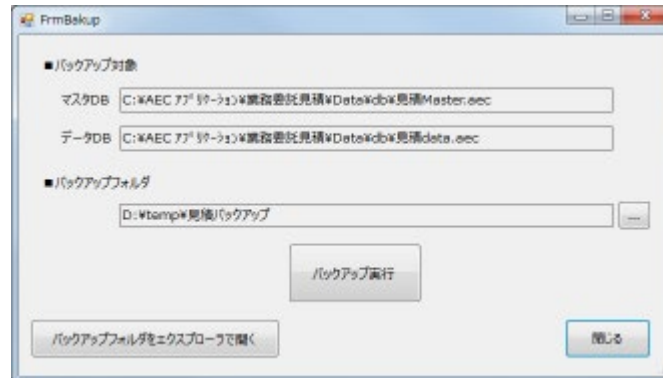 FrmBakup
■バックアップ対象
マスタDB C:¥AEC アプリケーション¥業務委託見積¥Data¥db¥見積Master.aec
データDB C:¥AEC アプリケーション¥業務委託見積¥Data¥db¥見積data.aec
■バックアップフォルダ
D:¥temp¥見積バックアップ ...
バックアップ実行
バックアップフォルダをエクスプローラで開く 閉じる